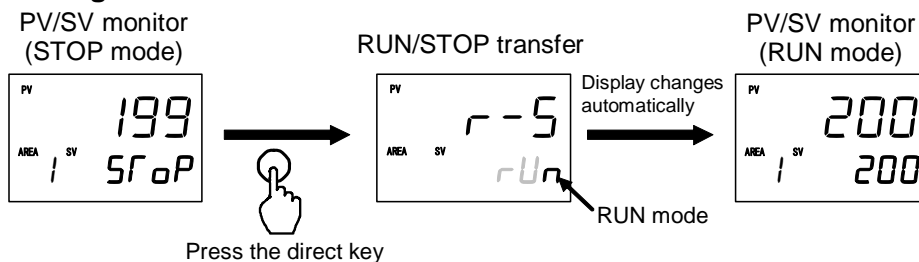 PV/SV monitor
(STOP mode)
RUN/STOP transfer
PV/SV monitor
(RUN mode)
PV
199
AREA 1 SV SToP
Press the direct key
PV
r-S
AREA SV rUn
RUN mode
Display changes
automatically
PV
200
AREA 1 SV 200